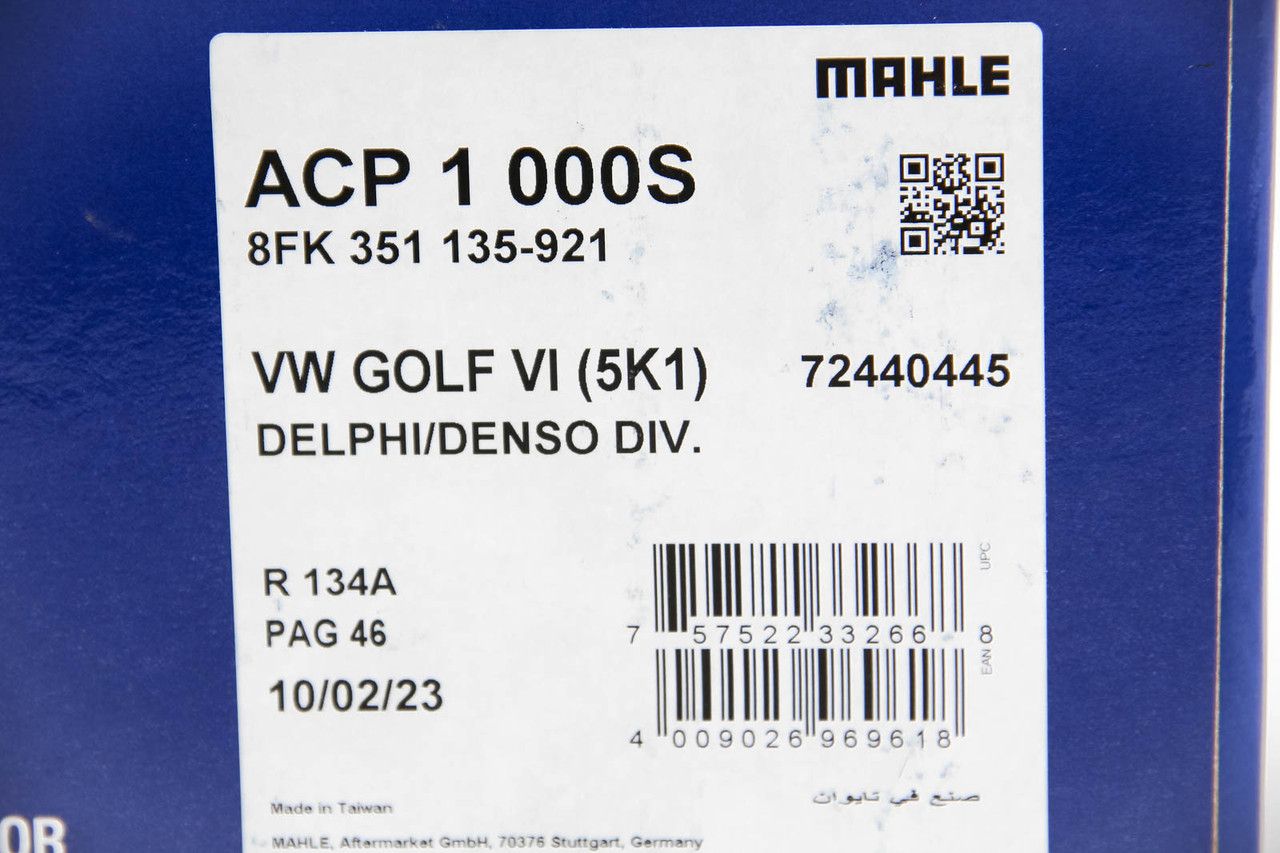 MAHLE
ACP 1 000S
8FK 351 135-921
VW GOLF VI (5K1)
72440445
DELPHI/DENSO DIV.
R 134A
PAG 46
10/02/23
UPC
7 57522 33266 8
EAN
4 009026 969618
Made in Taiwan
صنع في تايوان
MAHLE, Aftermarket GmbH, 70376 Stuttgart, Germany
OR